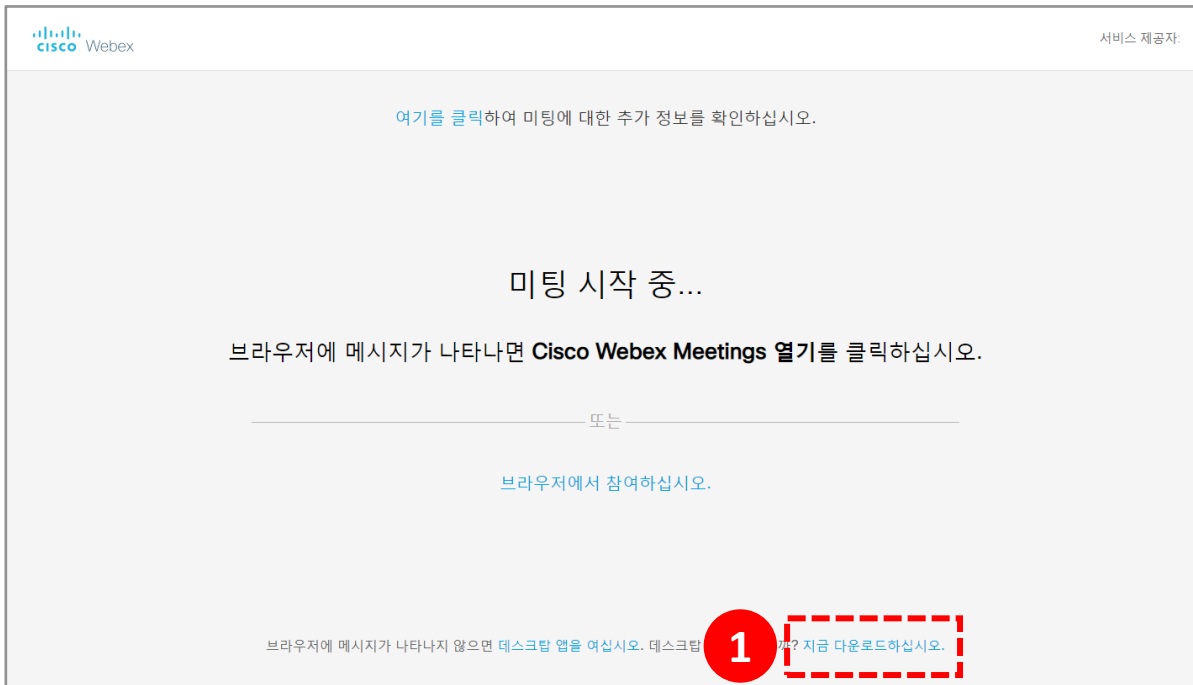 CISCO Webex
서비스 제공자:
여기를 클릭하여 미팅에 대한 추가 정보를 확인하십시오.
미팅 시작 중...
브라우저에 메시지가 나타나면 Cisco Webex Meetings 열기를 클릭하십시오.
또는
브라우저에서 참여하십시오.
브라우저에 메시지가 나타나지 않으면 데스크탑 앱을 여십시오. 데스크탑 1 까? 지금 다운로드하십시오.